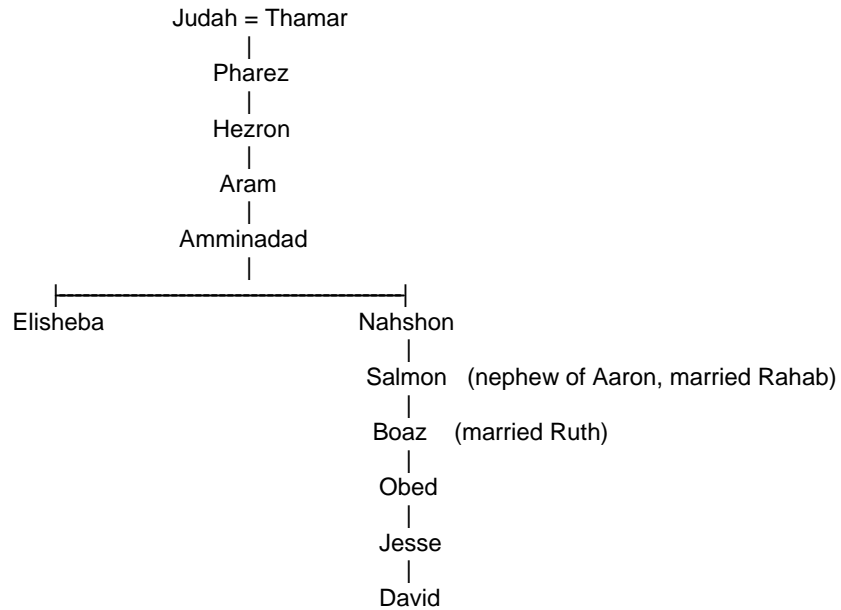 Judah = Thamar
Pharez
Hezron
Aram
Amminadad
Elisheba Nahshon
Salmon (nephew of Aaron, married Rahab)
Boaz (married Ruth)
Obed
Jesse
David